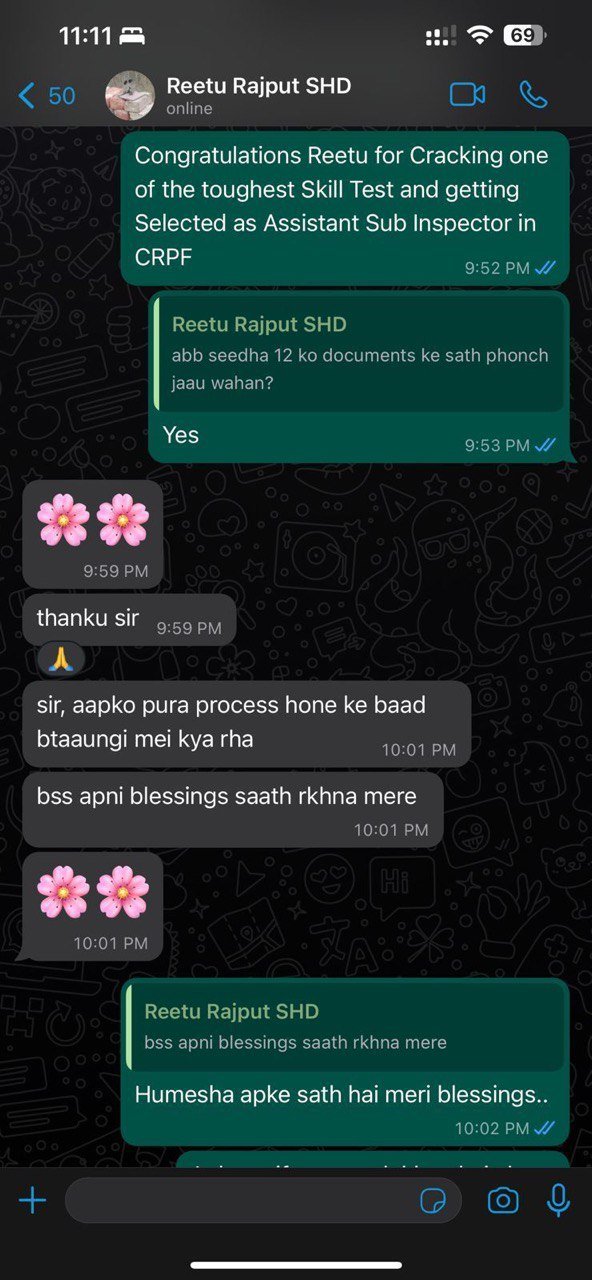 11:11
69
50
Reetu Rajput SHD
online
Congratulations Reetu for Cracking one
of the toughest Skill Test and getting
Selected as Assistant Sub Inspector in
CRPF
9:52 PM
Reetu Rajput SHD
abb seedha 12 ko documents ke sath phonch
jaau wahan?
Yes
9:53 PM
9:59 PM
thanku sir
9:59 PM
sir, aapko pura process hone ke baad
btaaungi mei kya rha
10:01 PM
bss apni blessings saath rkhna mere
10:01 PM
Hi
10:01 PM
Reetu Rajput SHD
bss apni blessings saath rkhna mere
Humesha apke sath hai meri blessings..
10:02 PM